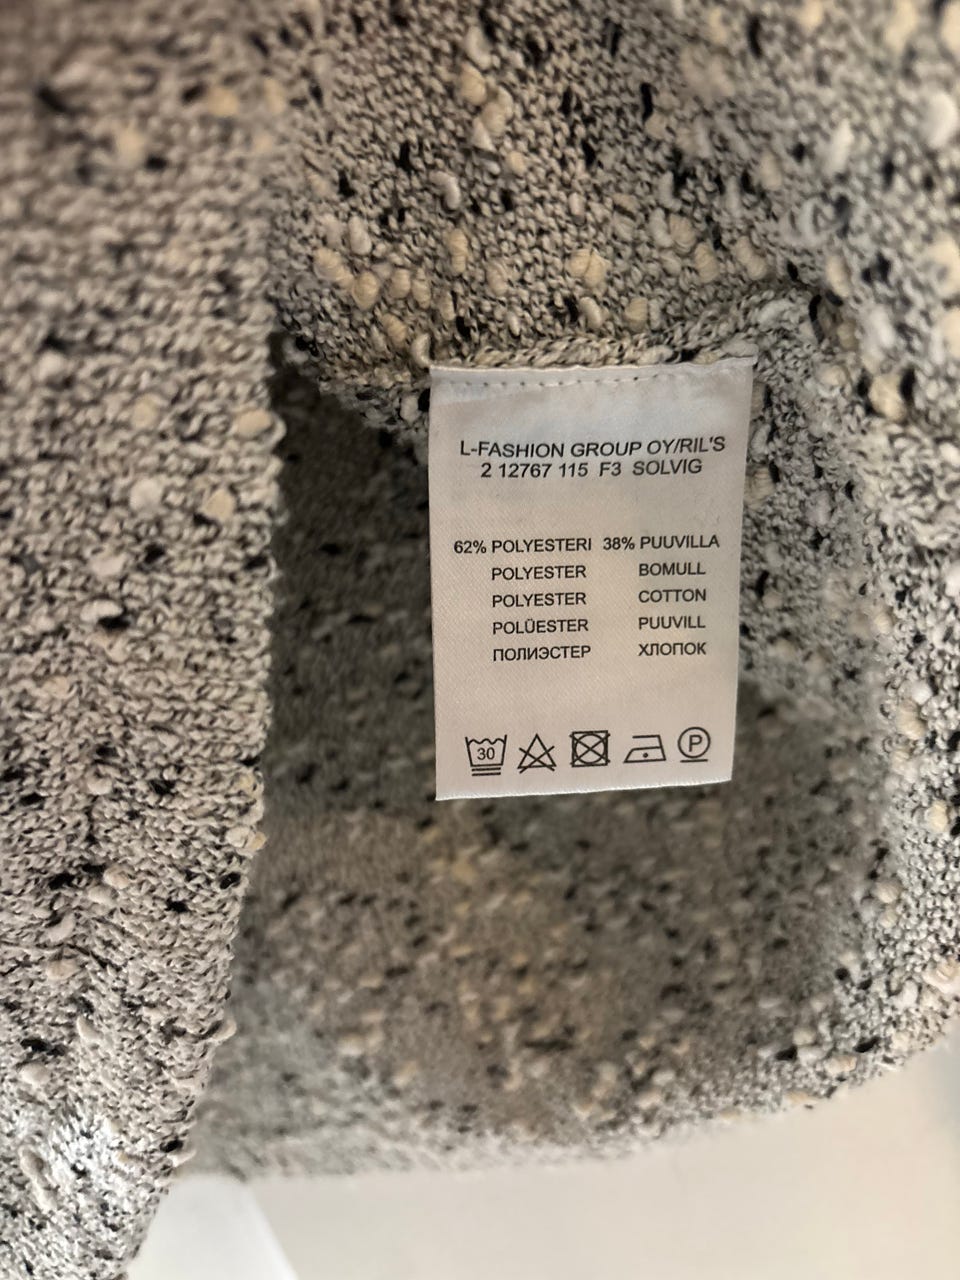 L-FASHION GROUP OY/RIL'S
2 12767 115 F3 SOLVIG
62% POLYESTERI 38% PUUVILLA
POLYESTER BOMULL
POLYESTER COTTON
POLÜESTER PUUVILL
ПОЛИЭСТЕР ХЛОПОК
30 P